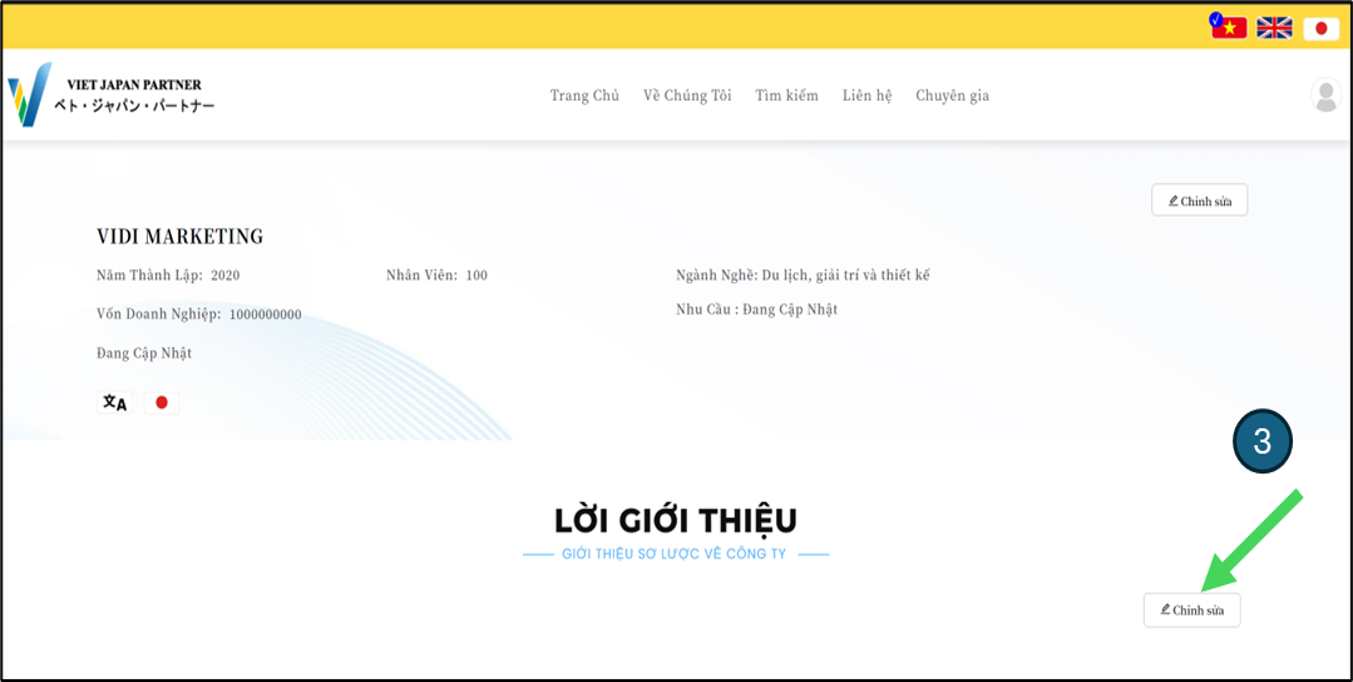 VIET JAPAN PARTNER
ベト・ジャパン・パートナー
Trang Chủ Về Chúng Tôi Tìm kiếm Liên hệ Chuyên gia
Chỉnh sửa
VIDI MARKETING
Năm Thành Lập: 2020 Nhân Viên: 100 Ngành Nghề: Du lịch, giải trí và thiết kế
Vốn Doanh Nghiệp: 1000000000 Nhu Cầu : Đang Cập Nhật
Đang Cập Nhật
文A
3
LỜI GIỚI THIỆU
GIỚI THIỆU SƠ LƯỢC VỀ CÔNG TY
Chỉnh sửa